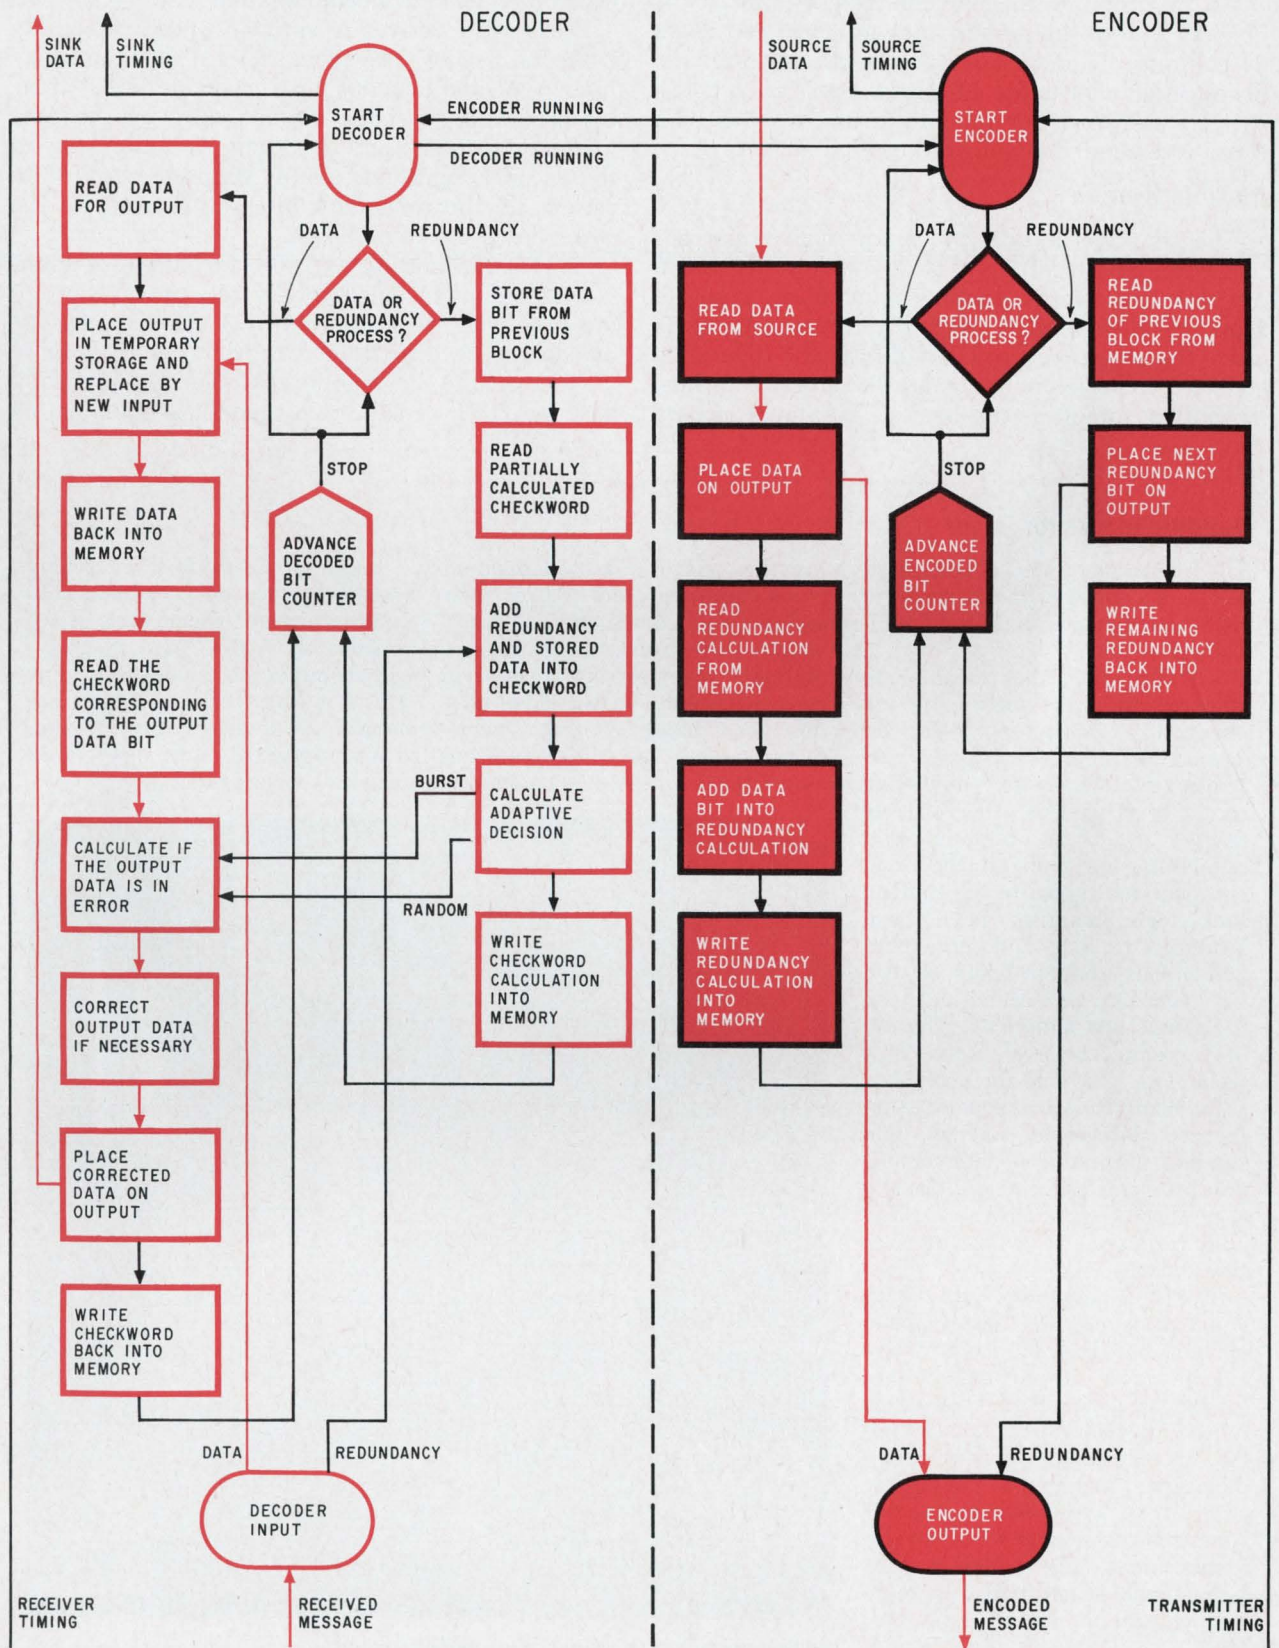 DECODER
ENCODER
SINK
DATA
SINK
TIMING
SOURCE
DATA
SOURCE
TIMING
START
DECODER
ENCODER RUNNING
DECODER RUNNING
START
ENCODER
READ DATA
FOR OUTPUT
DATA
REDUNDANCY
DATA OR
REDUNDANCY
PROCESS?
STORE DATA
BIT FROM
PREVIOUS
BLOCK
PLACE OUTPUT
IN TEMPORARY
STORAGE AND
REPLACE BY
NEW INPUT
READ
PARTIALLY
CALCULATED
CHECKWORD
STOP
WRITE DATA
BACK INTO
MEMORY
ADVANCE
DECODED
BIT
COUNTER
ADD
REDUNDANCY
AND STORED
DATA INTO
CHECKWORD
READ THE
CHECKWORD
CORRESPONDING
TO THE OUTPUT
DATA BIT
BURST
CALCULATE
ADAPTIVE
DECISION
CALCULATE IF
THE OUTPUT
DATA IS IN
ERROR
RANDOM
WRITE
CHECKWORD
CALCULATION
INTO
MEMORY
CORRECT
OUTPUT DATA
IF NECESSARY
PLACE
CORRECTED
DATA ON
OUTPUT
WRITE
CHECKWORD
BACK INTO
MEMORY
DATA
REDUNDANCY
DECODER
INPUT
RECEIVER
TIMING
RECEIVED
MESSAGE
DATA
REDUNDANCY
READ DATA
FROM SOURCE
DATA OR
REDUNDANCY
PROCESS?
READ
REDUNDANCY
OF PREVIOUS
BLOCK FROM
MEMORY
PLACE DATA
ON OUTPUT
STOP
PLACE NEXT
REDUNDANCY
BIT ON
OUTPUT
ADVANCE
ENCODED
BIT
COUNTER
READ
REDUNDANCY
CALCULATION
FROM
MEMORY
WRITE
REMAINING
REDUNDANCY
BACK INTO
MEMORY
ADD DATA
BIT INTO
REDUNDANCY
CALCULATION
WRITE
REDUNDANCY
CALCULATION
INTO
MEMORY
DATA
REDUNDANCY
ENCODER
OUTPUT
ENCODED
MESSAGE
TRANSMITTER
TIMING